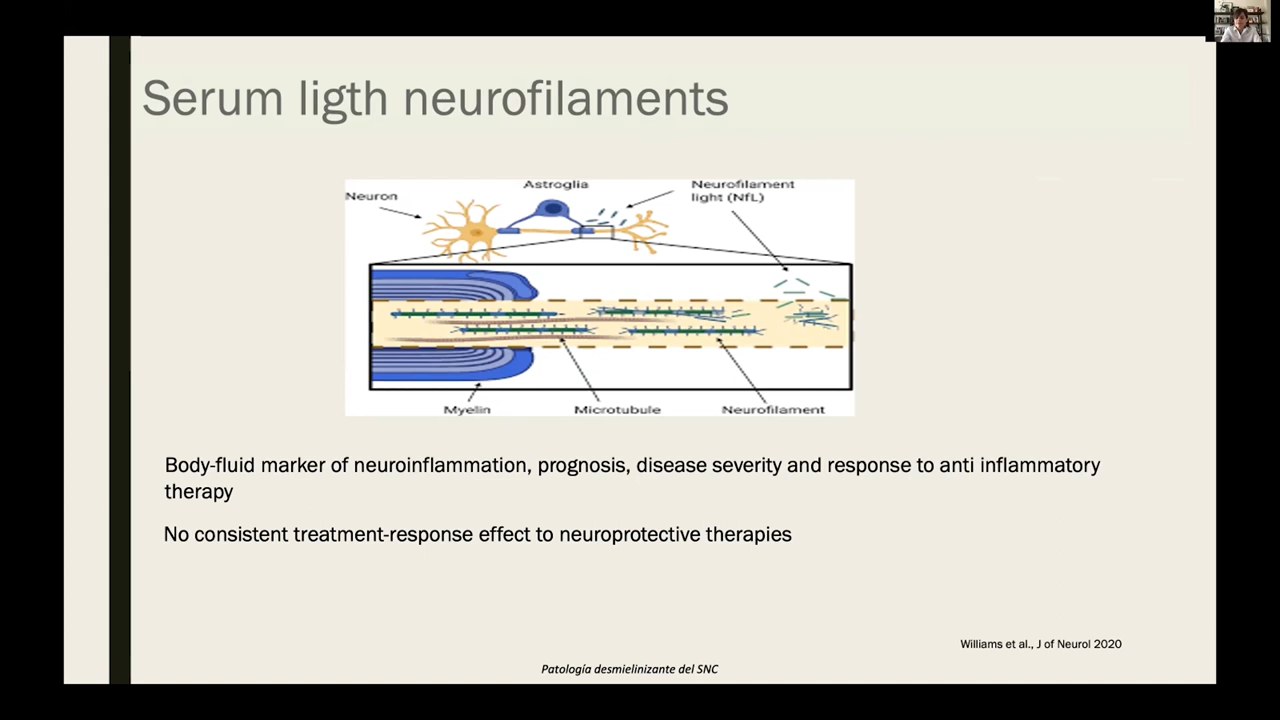 Serum ligth neurofilaments
Neuron
Astroglia
Neurofilament
light (NfL)
Myelin
Microtubule
Neurofilament
Body-fluid marker of neuroinflammation, prognosis, disease severity and response to anti inflammatory
therapy
No consistent treatment-response effect to neuroprotective therapies
Williams et al., J of Neurol 2020
Patología desmielinizante del SNC